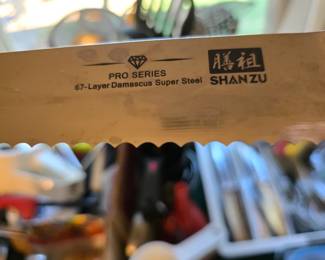 PRO SERIES
67-Layer Damascus Super Steel
膳祖
SHANZU